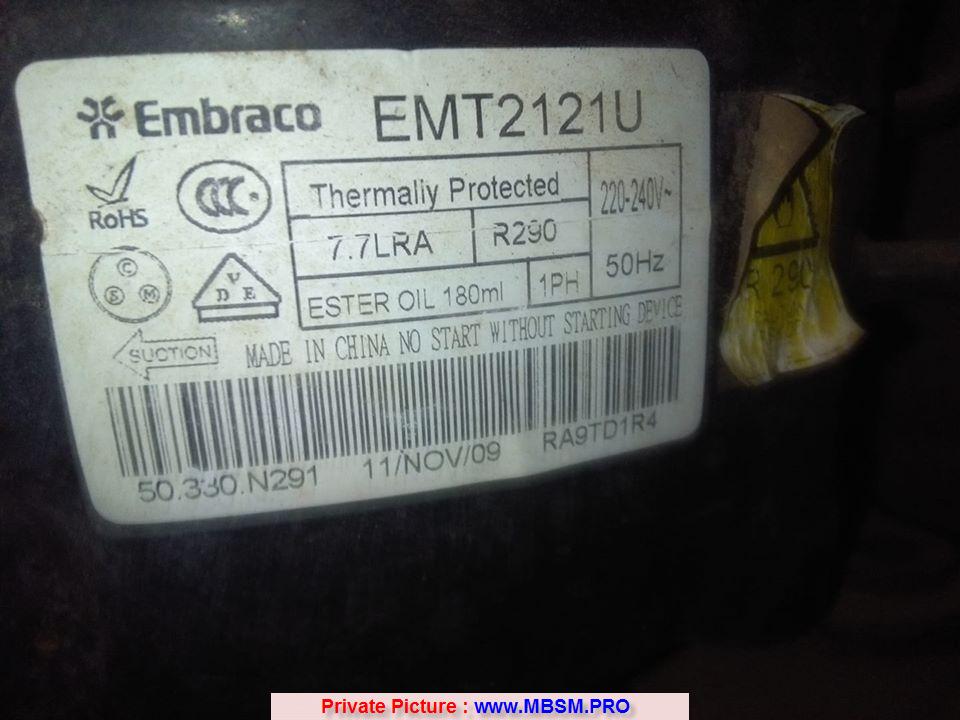 Embraco EMT2121U
RoHS
CCC
Thermally Protected
220-240V~
7.7LRA
R290
50Hz
ESTER OIL 180ml
1PH
C
S M
V
D E
SUCTION
MADE IN CHINA NO START WITHOUT STARTING DEVICE
50.330.N291
11/NOV/09
RA9TD1R4
R 290
Private Picture : www.MBSM.PRO